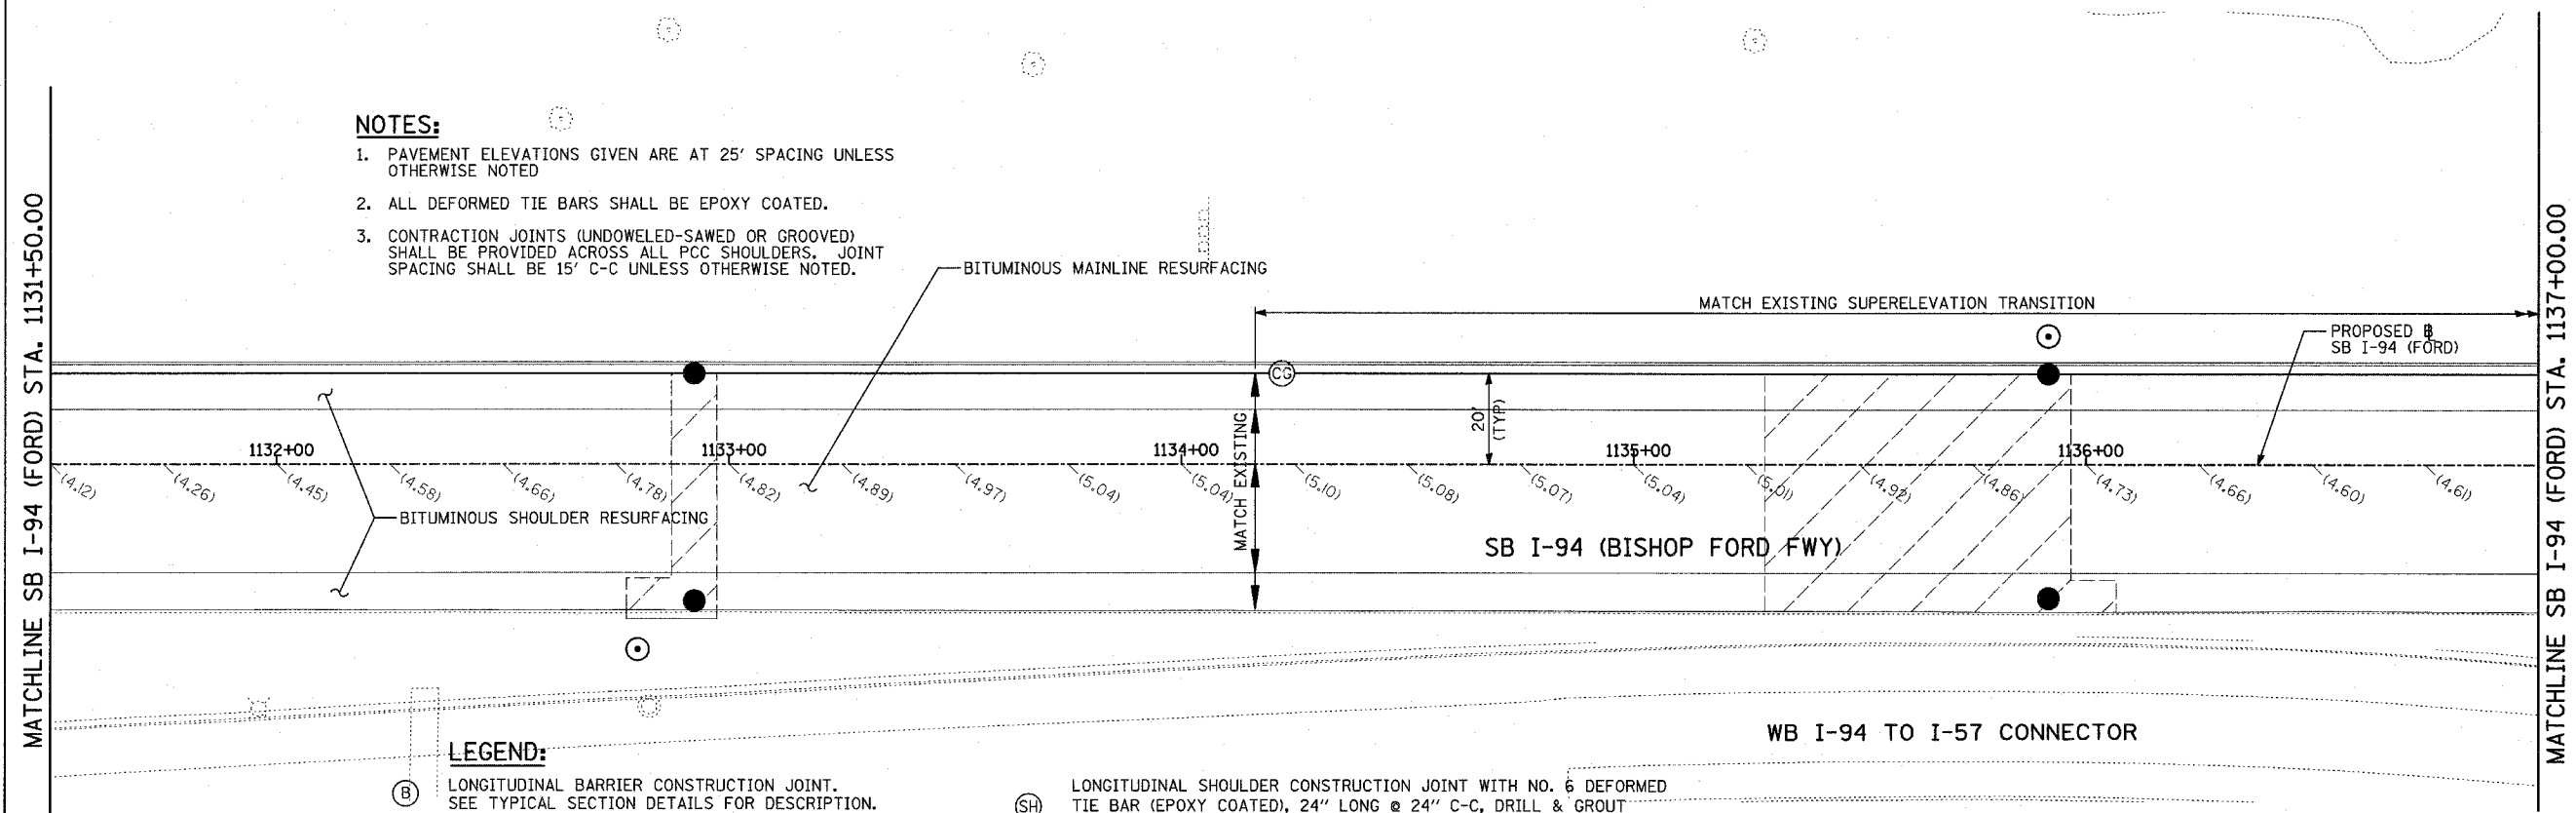 NOTES:
1. PAVEMENT ELEVATIONS GIVEN ARE AT 25' SPACING UNLESS
OTHERWISE NOTED
2. ALL DEFORMED TIE BARS SHALL BE EPOXY COATED.
3. CONTRACTION JOINTS (UNDOWELED-SAWED OR GROOVED)
SHALL BE PROVIDED ACROSS ALL PCC SHOULDERS. JOINT
SPACING SHALL BE 15' C-C UNLESS OTHERWISE NOTED.
MATCHLINE SB I-94 (FORD) STA. 1131+50.00
BITUMINOUS MAINLINE RESURFACING
MATCH EXISTING SUPERELEVATION TRANSITION
PROPOSED ℄
SB I-94 (FORD)
CG
20'
(TYP)
MATCH EXISTING
1132+00 1133+00 1134+00 1135+00 1136+00
(4.12) (4.26) (4.45) (4.58) (4.66) (4.78) (4.82) (4.89) (4.97) (5.04) (5.04) (5.10) (5.08) (5.07) (5.04) (5.01) (4.92) (4.86) (4.73) (4.66) (4.60) (4.61)
BITUMINOUS SHOULDER RESURFACING
SB I-94 (BISHOP FORD FWY)
WB I-94 TO I-57 CONNECTOR
MATCHLINE SB I-94 (FORD) STA. 1137+00.00
LEGEND:
B LONGITUDINAL BARRIER CONSTRUCTION JOINT.
SEE TYPICAL SECTION DETAILS FOR DESCRIPTION.
SH LONGITUDINAL SHOULDER CONSTRUCTION JOINT WITH NO. 6 DEFORMED
TIE BAR (EPOXY COATED), 24" LONG @ 24" C-C, DRILL & GROUT